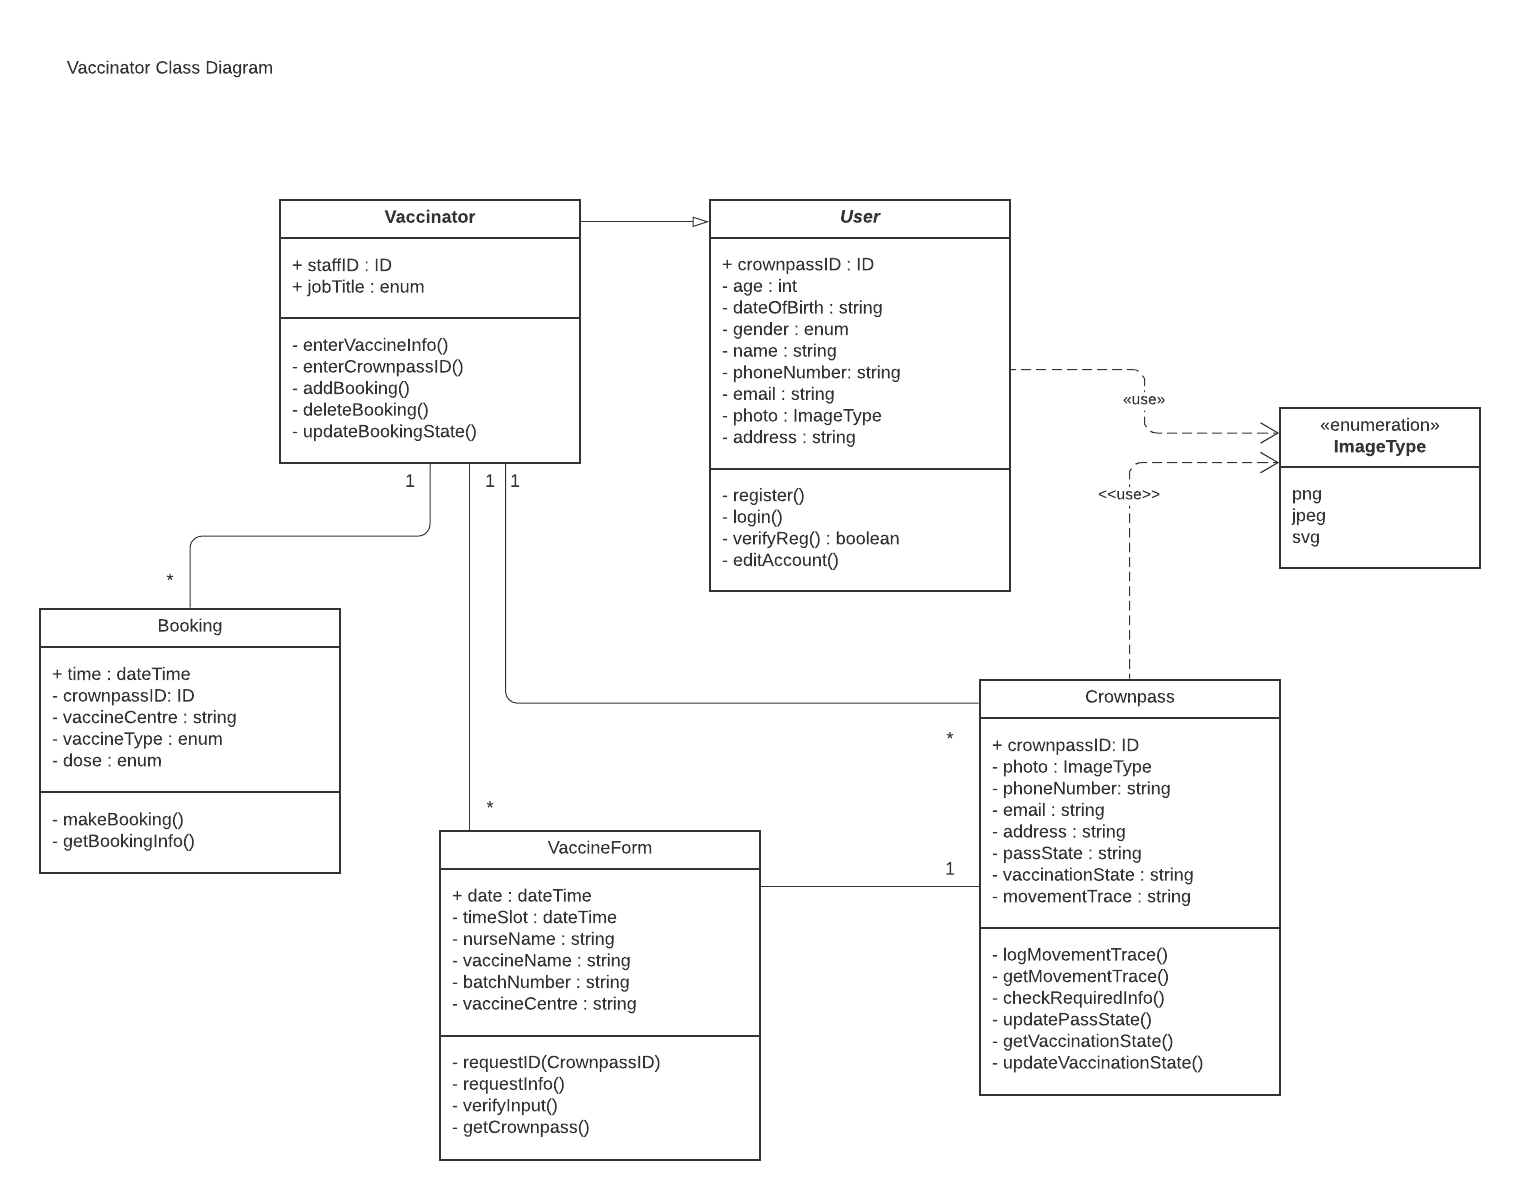 Vaccinator Class Diagram
Vaccinator
+ staffID : ID
+ jobTitle : enum
- enterVaccineInfo()
- enterCrownpassID()
- addBooking()
- deleteBooking()
- updateBookingState()
User
+ crownpassID : ID
- age : int
- dateOfBirth : string
- gender : enum
- name : string
- phoneNumber: string
- email : string
- photo : ImageType
- address : string
- register()
- login()
- verifyReg() : boolean
- editAccount()
«use»
«enumeration»
ImageType
png
jpeg
svg
<<use>>
1
1
1
*
*
*
1
Booking
+ time : dateTime
- crownpassID: ID
- vaccineCentre : string
- vaccineType : enum
- dose : enum
- makeBooking()
- getBookingInfo()
VaccineForm
+ date : dateTime
- timeSlot : dateTime
- nurseName : string
- vaccineName : string
- batchNumber : string
- vaccineCentre : string
- requestID(CrownpassID)
- requestInfo()
- verifyInput()
- getCrownpass()
Crownpass
+ crownpassID: ID
- photo : ImageType
- phoneNumber: string
- email : string
- address : string
- passState : string
- vaccinationState : string
- movementTrace : string
- logMovementTrace()
- getMovementTrace()
- checkRequiredInfo()
- updatePassState()
- getVaccinationState()
- updateVaccinationState()